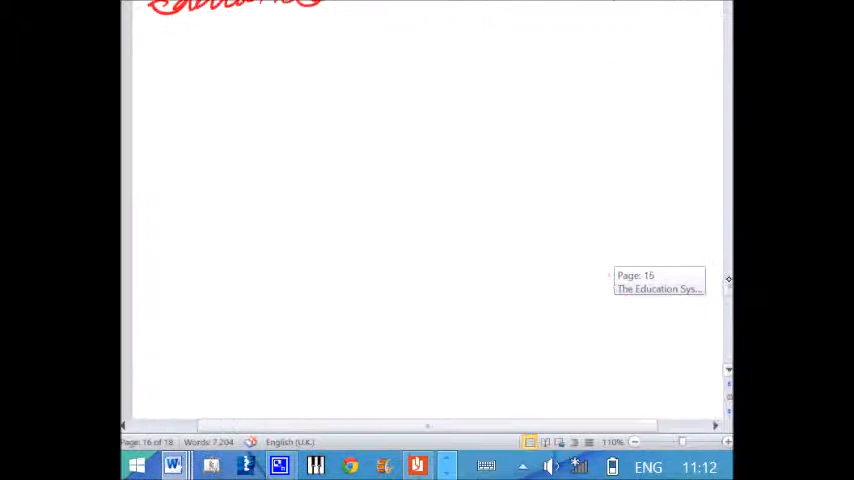 Page: 16
The Education Sys...
Page: 16 of 18 Words: 7,204 English (U.K.) 110%
ENG 11:12